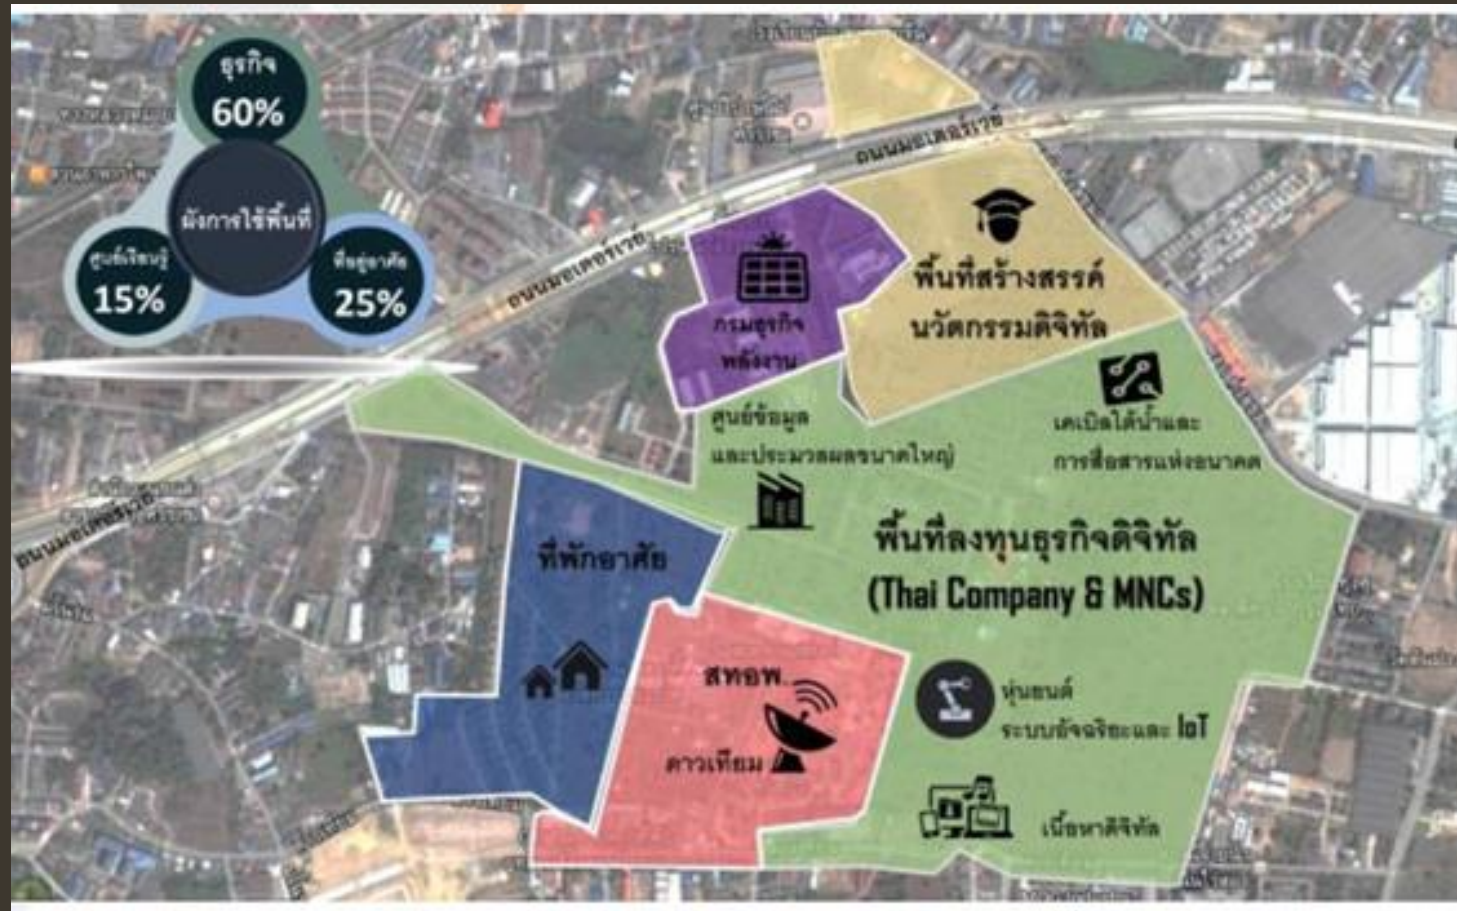 ธุรกิจ
60%
ผังการใช้พื้นที่
ศูนย์เรียนรู้
15%
ที่อยู่อาศัย
25%
ถนนมอเตอร์เวย์
ถนนมอเตอร์เวย์
ถนนมอเตอร์เวย์
พื้นที่สร้างสรรค์
นวัตกรรมดิจิทัล
กรมธุรกิจ
พลังงาน
ศูนย์ข้อมูล
และประมวลผลขนาดใหญ่
เคเบิลใต้น้ำและ
การสื่อสารแห่งอนาคต
พื้นที่ลงทุนธุรกิจดิจิทัล
(Thai Company & MNCs)
ที่พักอาศัย
สทอพ.
ดาวเทียม
หุ่นยนต์
ระบบอัจฉริยะและ IoT
เนื้อหาดิจิทัล